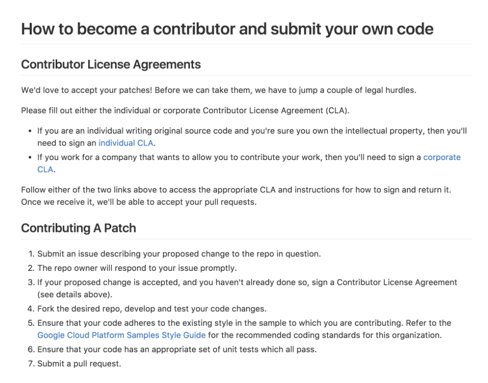 How to become a contributor and submit your own code
Contributor License Agreements
We'd love to accept your patches! Before we can take them, we have to jump a couple of legal hurdles.
Please fill out either the individual or corporate Contributor License Agreement (CLA).
• If you are an individual writing original source code and you're sure you own the intellectual property, then you'll
need to sign an individual CLA.
• If you work for a company that wants to allow you to contribute your work, then you'll need to sign a corporate
CLA.
Follow either of the two links above to access the appropriate CLA and instructions for how to sign and return it.
Once we receive it, we'll be able to accept your pull requests.
Contributing A Patch
1. Submit an issue describing your proposed change to the repo in question.
2. The repo owner will respond to your issue promptly.
3. If your proposed change is accepted, and you haven't already done so, sign a Contributor License Agreement
(see details above).
4. Fork the desired repo, develop and test your code changes.
5. Ensure that your code adheres to the existing style in the sample to which you are contributing. Refer to the
Google Cloud Platform Samples Style Guide for the recommended coding standards for this organization.
6. Ensure that your code has an appropriate set of unit tests which all pass.
7. Submit a pull request.